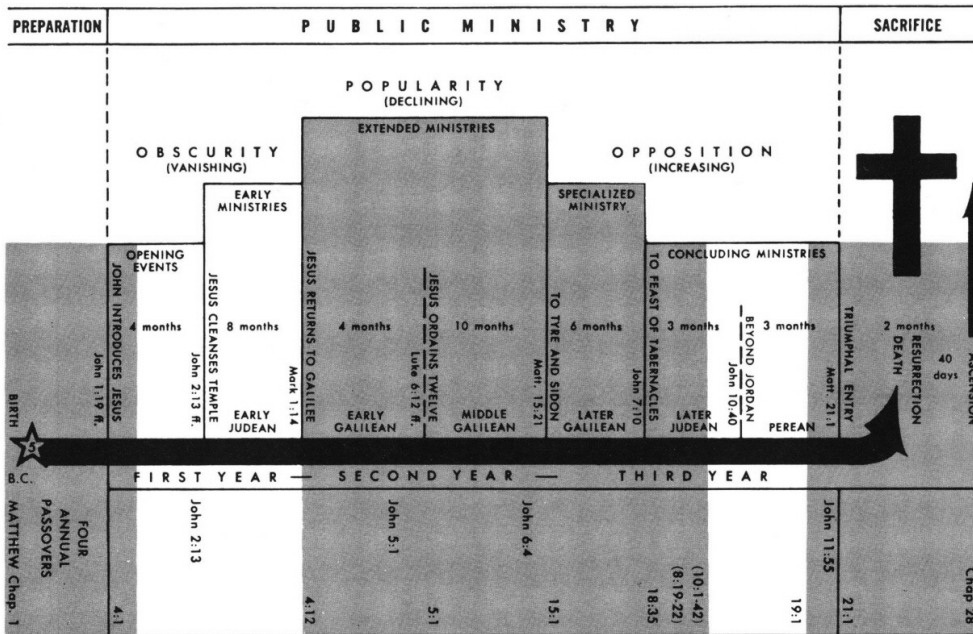 PREPARATION
PUBLIC MINISTRY
SACRIFICE
POPULARITY
(DECLINING)
EXTENDED MINISTRIES
OBSCURITY
(VANISHING)
OPPOSITION
(INCREASING)
EARLY
MINISTRIES
SPECIALIZED
MINISTRY
OPENING
EVENTS
CONCLUDING MINISTRIES
BIRTH
JOHN INTRODUCES JESUS
John 1:19 ff.
4 months
JESUS CLEANSES TEMPLE
John 2:13 ff.
8 months
EARLY
JUDEAN
JESUS RETURNS TO GALILEE
Mark 1:14
4 months
EARLY
GALILEAN
JESUS ORDAINS TWELVE
Luke 6:12 ff.
10 months
MIDDLE
GALILEAN
TO TYRE AND SIDON
Matt. 15:21
6 months
LATER
GALILEAN
TO FEAST OF TABERNACLES
John 7:10
3 months
LATER
JUDEAN
BEYOND JORDAN
John 10:40
3 months
PEREAN
TRIUMPHAL ENTRY
Matt. 21:1
2 months
RESURRECTION
DEATH
40
days
5
B.C.
FIRST YEAR — SECOND YEAR — THIRD YEAR
MATTHEW Chap. 1
FOUR
ANNUAL
PASSOVERS
4:1
John 2:13
4:12
John 5:1
5:1
John 6:4
15:1
18:35
(8:19-22)
(10:1-42)
19:1
John 11:55
21:1